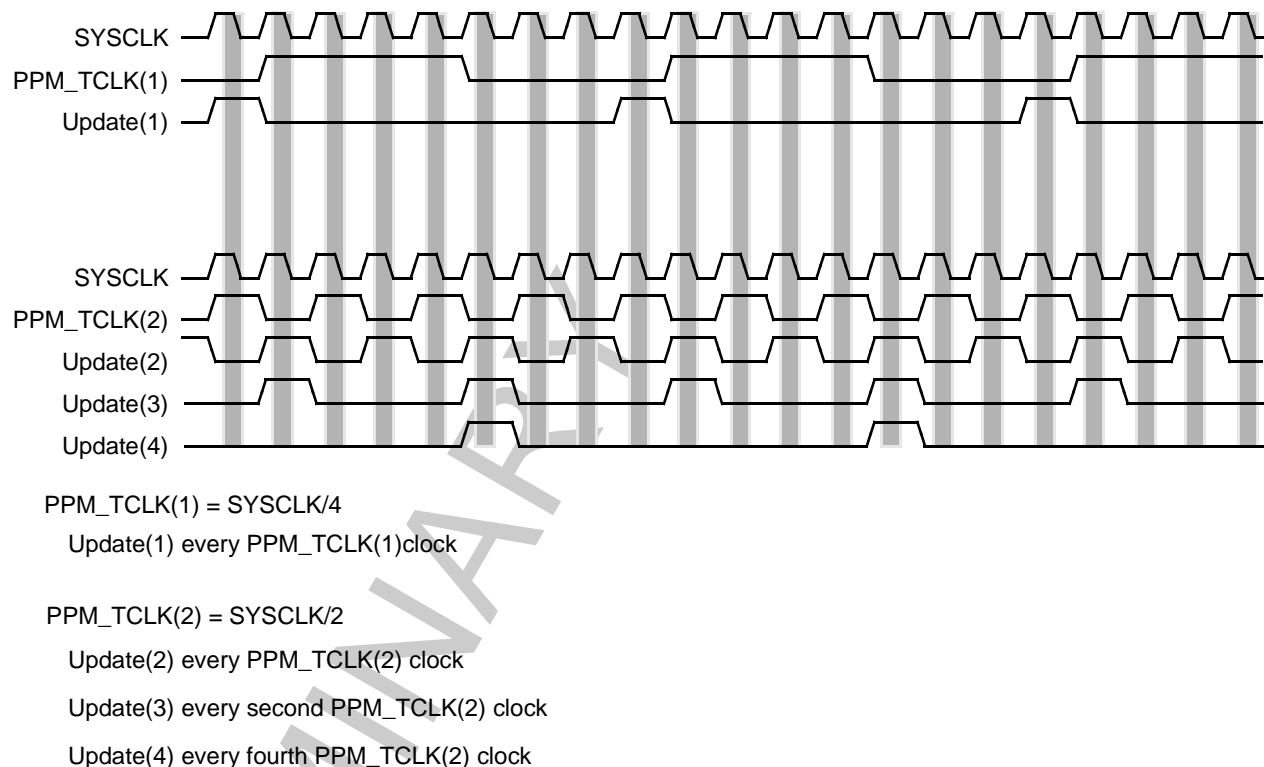 SYSCLK
PPM_TCLK(1)
Update(1)
SYSCLK
PPM_TCLK(2)
Update(2)
Update(3)
Update(4)
PPM_TCLK(1) = SYSCLK/4
Update(1) every PPM_TCLK(1)clock
PPM_TCLK(2) = SYSCLK/2
Update(2) every PPM_TCLK(2) clock
Update(3) every second PPM_TCLK(2) clock
Update(4) every fourth PPM_TCLK(2) clock
MINARY